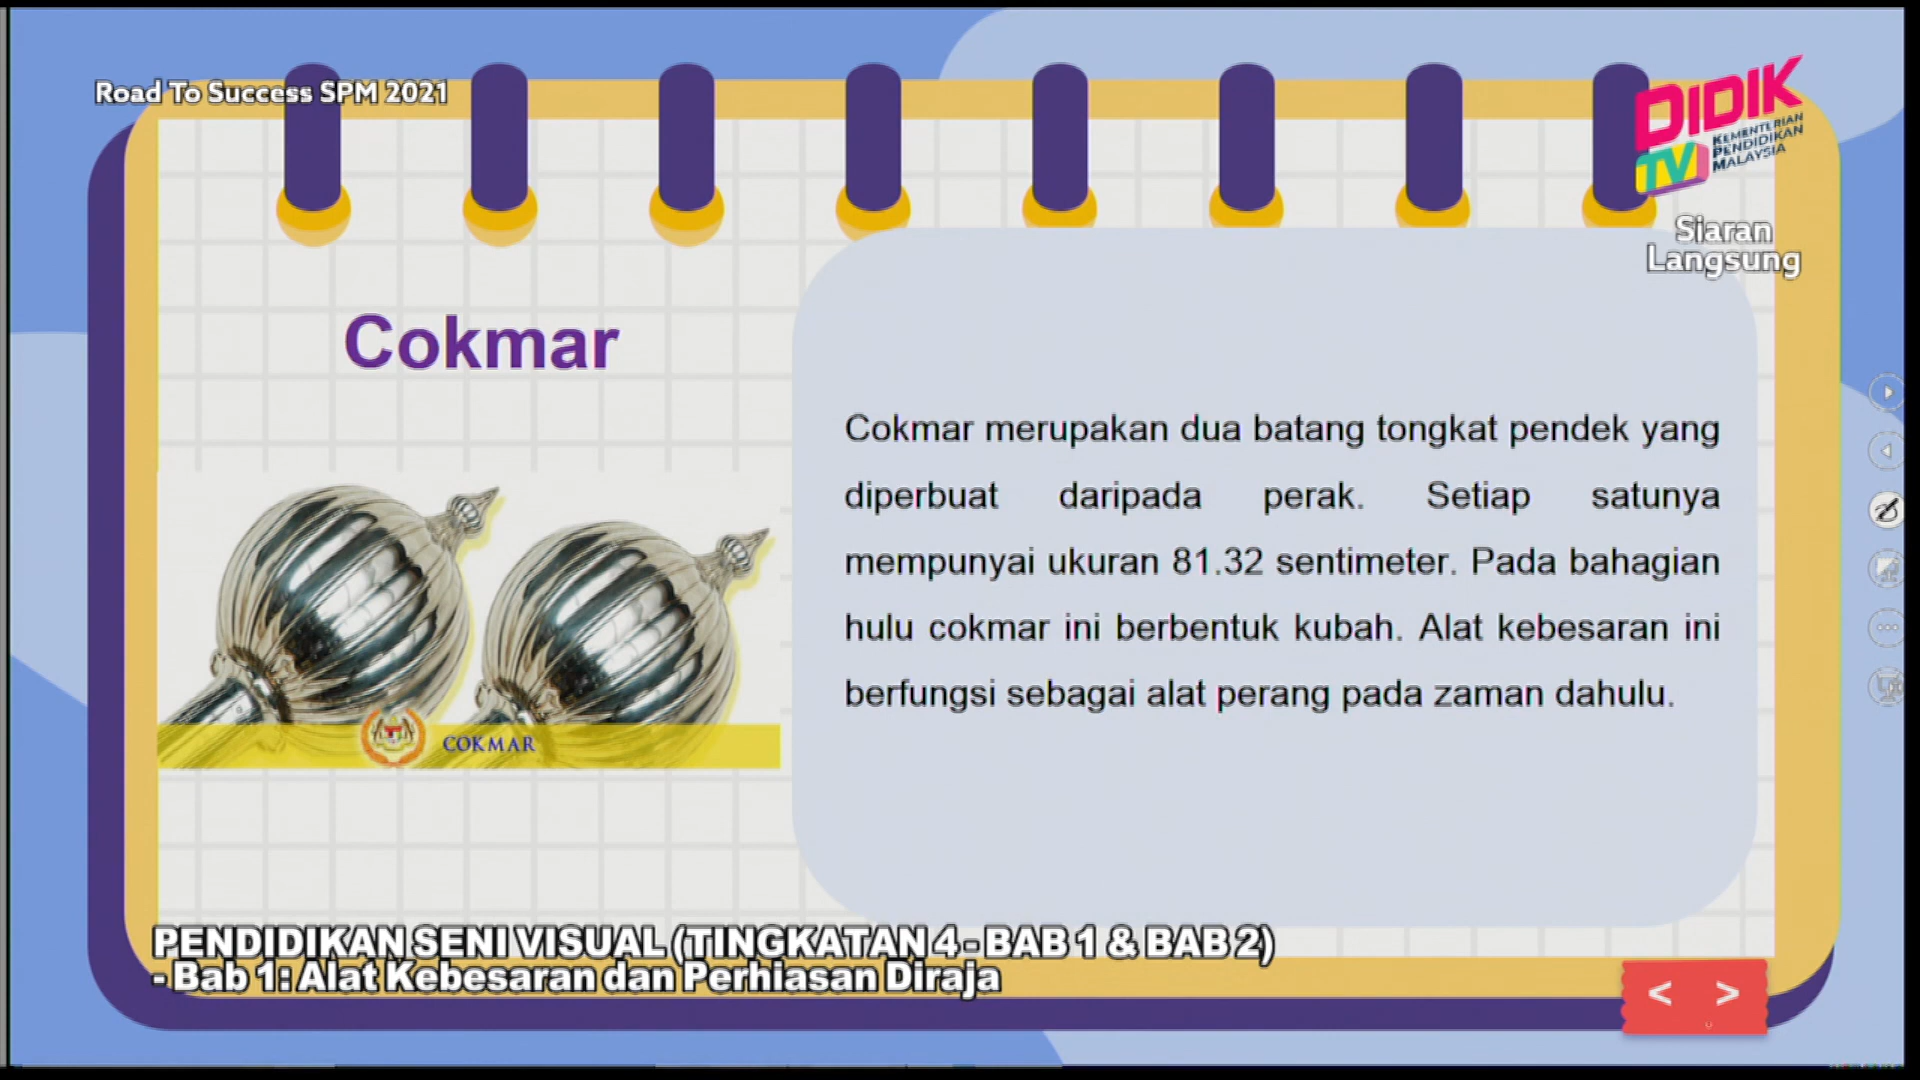 Road To Success SPM 2021
DIDIK
TV
KEMENTERIAN
PENDIDIKAN
MALAYSIA
Siaran
Langsung
Cokmar
Cokmar merupakan dua batang tongkat pendek yang
diperbuat daripada perak. Setiap satunya
mempunyai ukuran 81.32 sentimeter. Pada bahagian
hulu cokmar ini berbentuk kubah. Alat kebesaran ini
berfungsi sebagai alat perang pada zaman dahulu.
COKMAR
PENDIDIKAN SENI VISUAL (TINGKATAN 4 - BAB 1 & BAB 2)
- Bab 1: Alat Kebesaran dan Perhiasan Diraja
< >